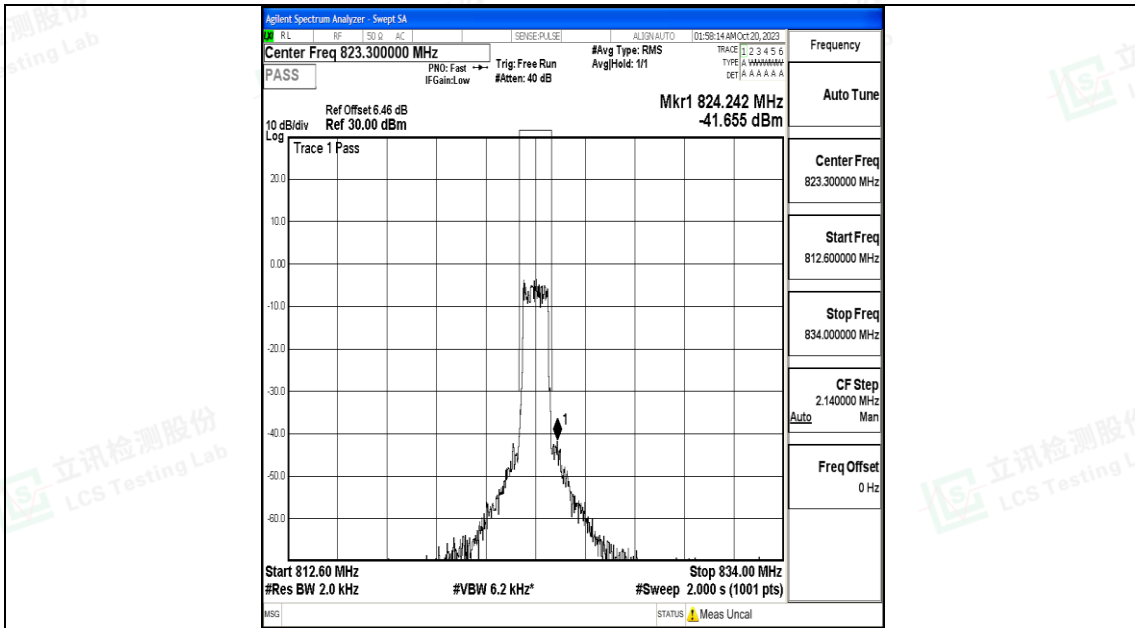 Agilent Spectrum Analyzer - Swept SA
RL RF 50 Ω AC SENSE:PULSE ALIGN AUTO 01:58:14 AM Oct 20, 2023
Center Freq 823.300000 MHz
PASS
PNO: Fast
IFGain:Low
Trig: Free Run
#Atten: 40 dB
#Avg Type: RMS
Avg|Hold: 1/1
TRACE 1 2 3 4 5 6
TYPE A
DET A A A A A A
Ref Offset 6.46 dB
10 dB/div Ref 30.00 dBm
Log
Mkr1 824.242 MHz
-41.655 dBm
Trace 1 Pass
20.0
10.0
0.00
-10.0
-20.0
-30.0
-40.0
-50.0
-60.0
1
Start 812.60 MHz
Stop 834.00 MHz
#Res BW 2.0 kHz
#VBW 6.2 kHz*
#Sweep 2.000 s (1001 pts)
MSG
STATUS Meas Uncal
Frequency
Auto Tune
Center Freq
823.300000 MHz
Start Freq
812.600000 MHz
Stop Freq
834.000000 MHz
CF Step
2.140000 MHz
Auto Man
Freq Offset
0 Hz
立讯检测股份
LCS Testing Lab
立讯检测股份
LCS Testing L